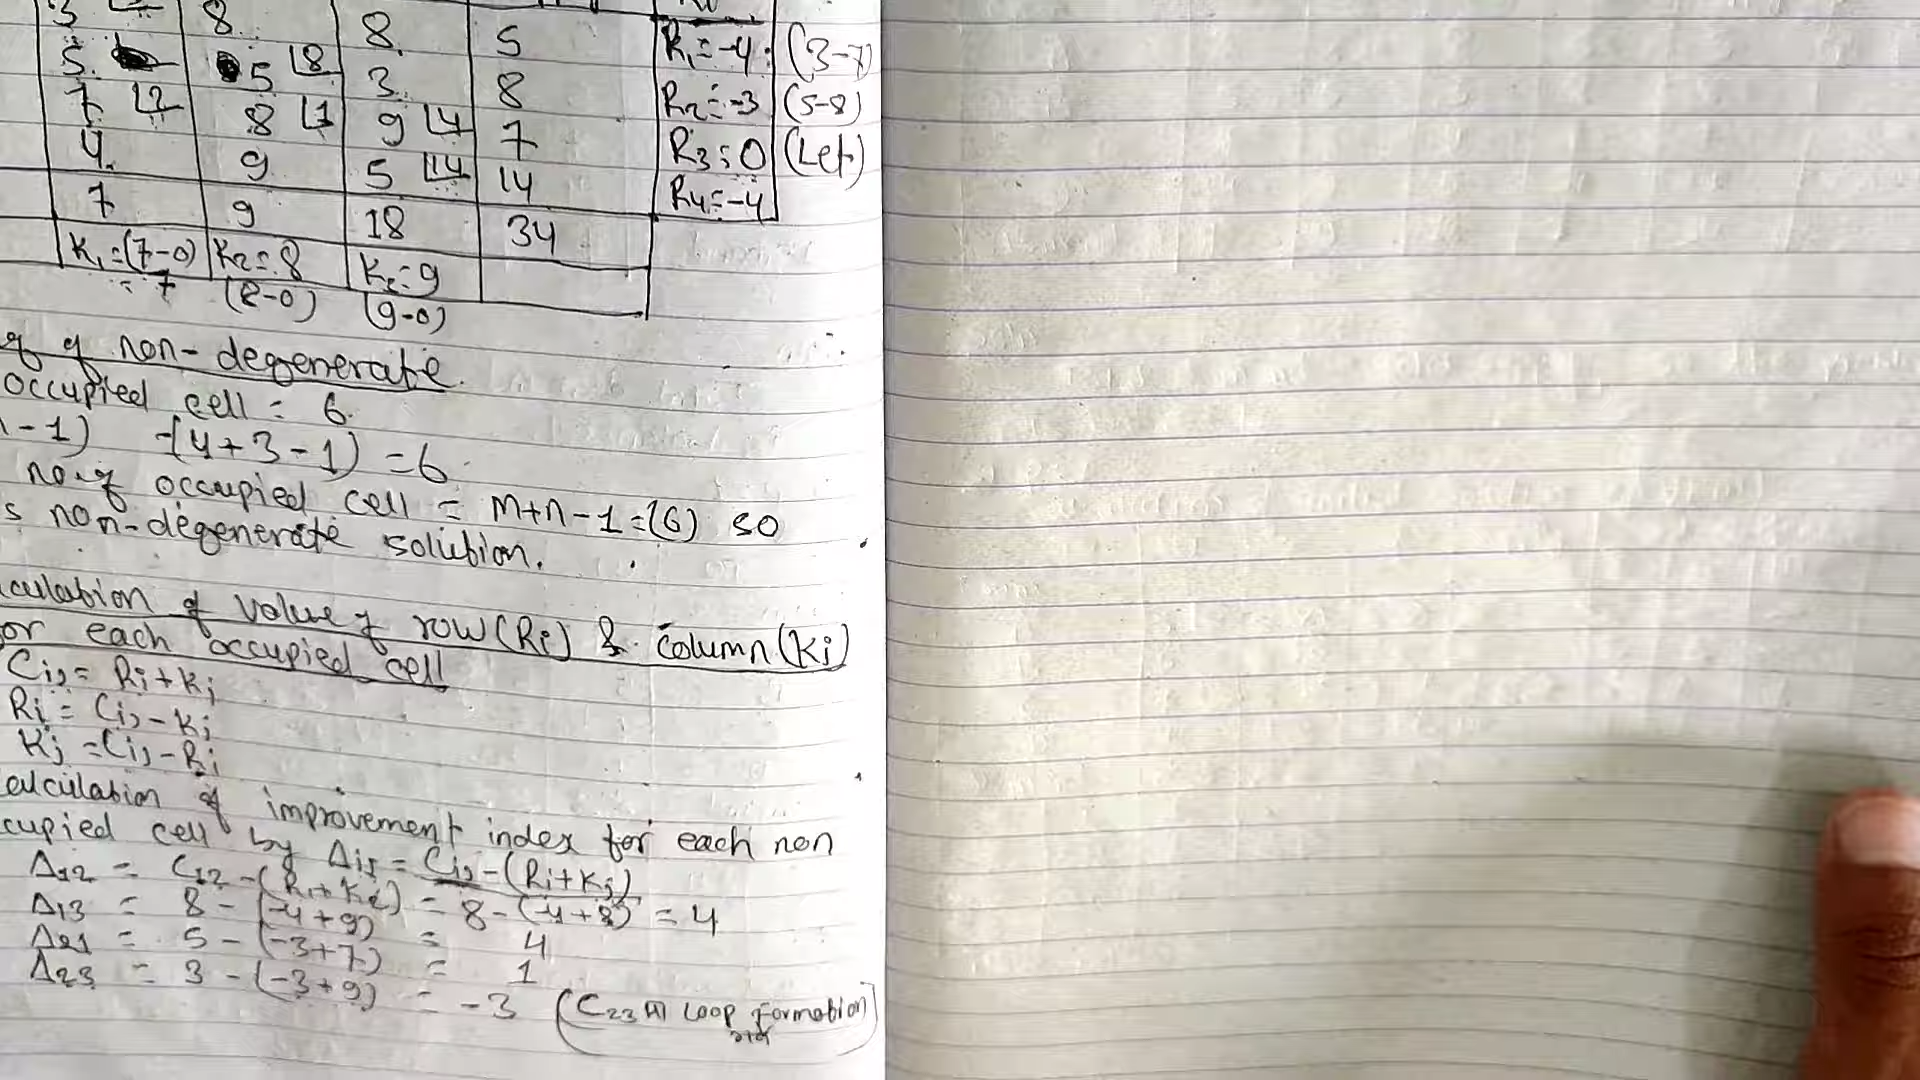 8 8 5 R₁=-4 (3-7)
5 5 8 3 8 R₂=-3 (5-8)
7 2 8 1 9 4 7 R₃=0 (Let)
4 9 5 14 14 R₄=-4
7 9 18 34
K₁=(7-0) K₂=8 K₂=9
= 7 (8-0) (9-0)
of non-degenerate.
occupied cell = 6.
-1) -(4+3-1) = 6
no. of occupied cell = m+n-1=(6) so
s non-degenerate solution.
culation of value of row(Ri) & column(Kj)
or each occupied cell
Cij = Ri+Kj
Ri = Cij-Kj
Kj = Cij-Ri
alculation of improvement index for each non
cupied cell by Δij = Cij-(Ri+Kj)
Δ12 = C12-(R1+K2) = 8-(-4+8) = 4
Δ13 = 8-(-4+9) = 4
Δ21 = 5-(-3+7) = 1
Δ23 = 3-(-3+9) = -3 (C23 मा Loop Formation